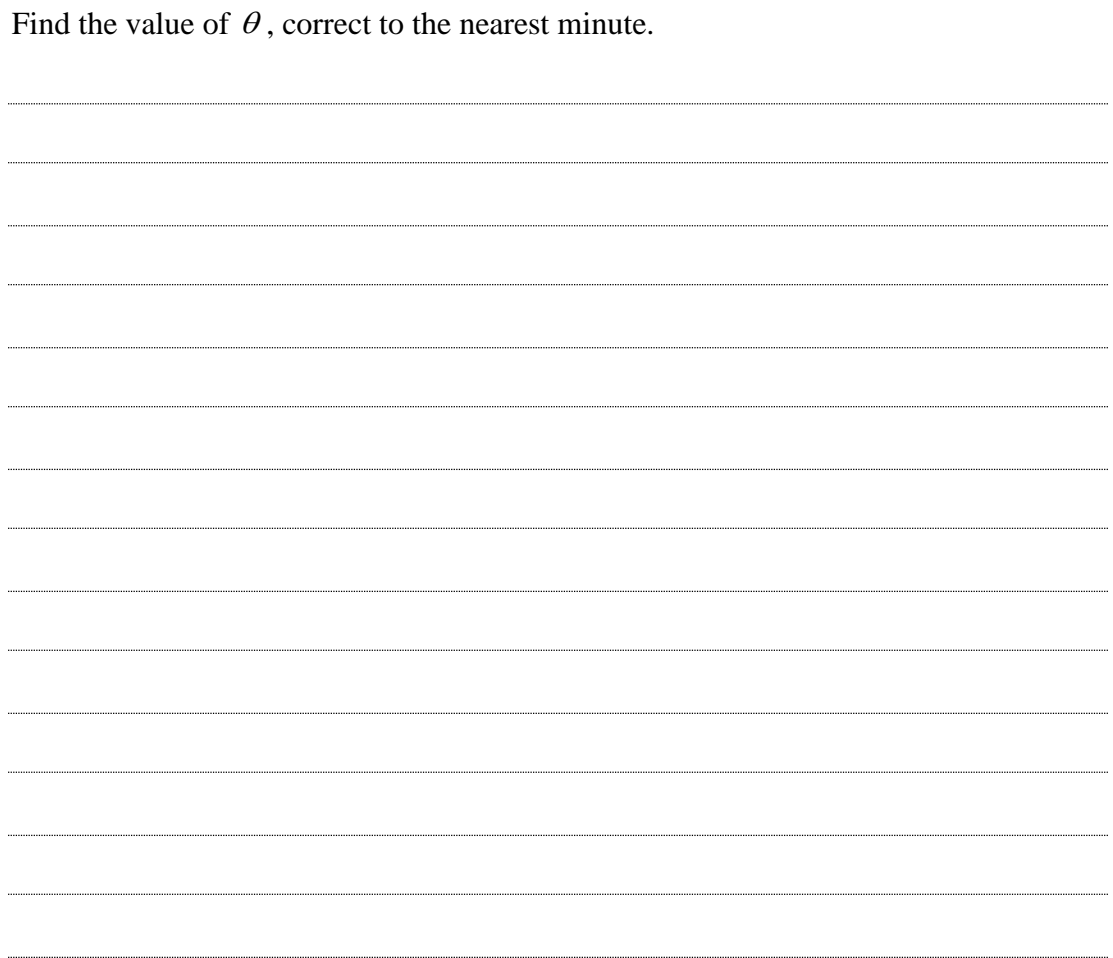 Find the value of θ, correct to the nearest minute.